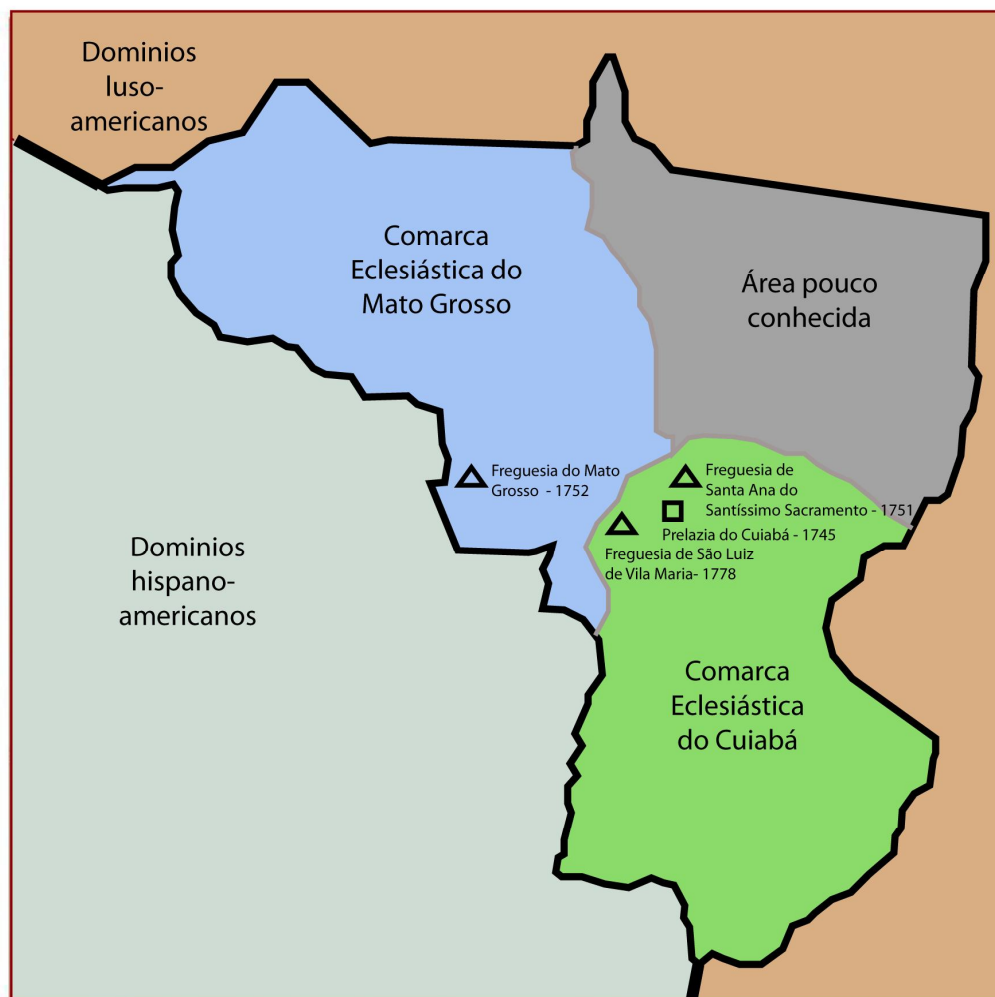 Dominios
luso-
americanos
Comarca
Eclesiástica do
Mato Grosso
Área pouco
conhecida
Freguesia do Mato
Grosso - 1752
Freguesia de
Santa Ana do
Santíssimo Sacramento - 1751
Prelazia do Cuiabá - 1745
Freguesia de São Luiz
de Vila Maria- 1778
Dominios
hispano-
americanos
Comarca
Eclesiástica
do Cuiabá